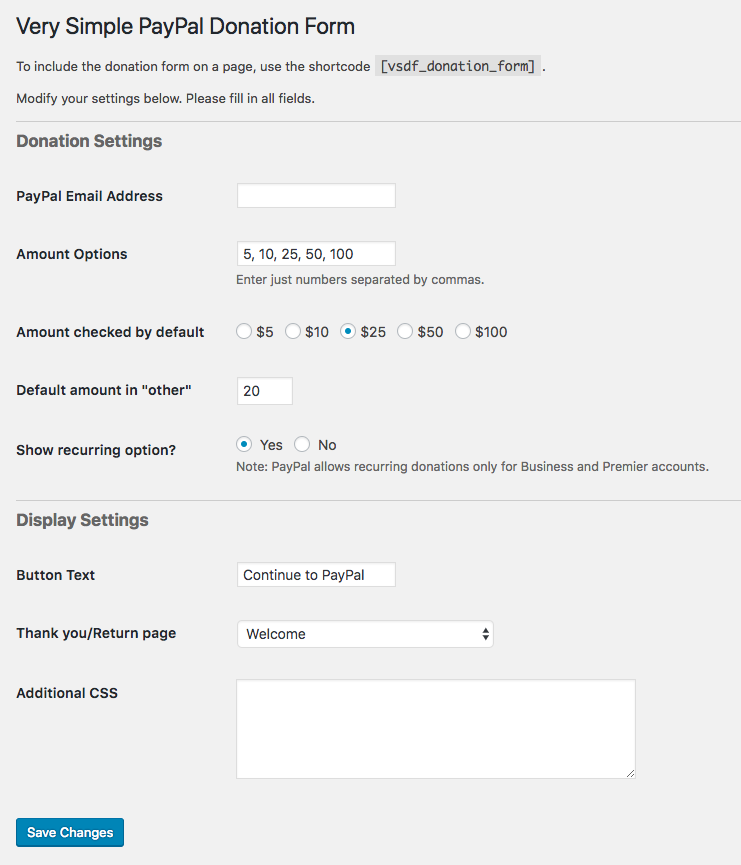 Very Simple PayPal Donation Form
To include the donation form on a page, use the shortcode [vsdf_donation_form] .
Modify your settings below. Please fill in all fields.
Donation Settings
PayPal Email Address
Amount Options 5, 10, 25, 50, 100
Enter just numbers separated by commas.
Amount checked by default $5 $10 $25 $50 $100
Default amount in "other" 20
Show recurring option? Yes No
Note: PayPal allows recurring donations only for Business and Premier accounts.
Display Settings
Button Text Continue to PayPal
Thank you/Return page Welcome
Additional CSS
Save Changes